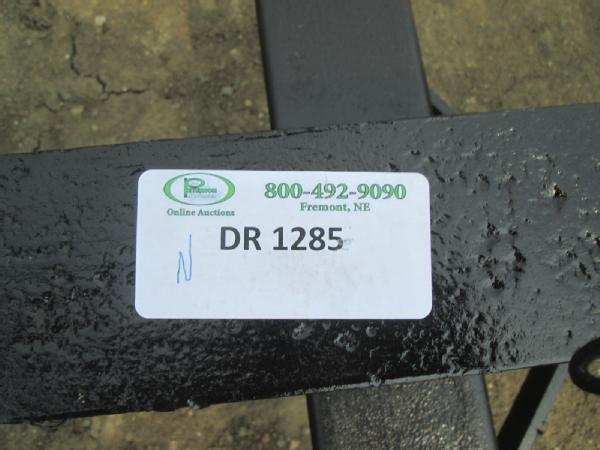 800-492-9090
Online Auctions
Fremont, NE
DR 1285
N